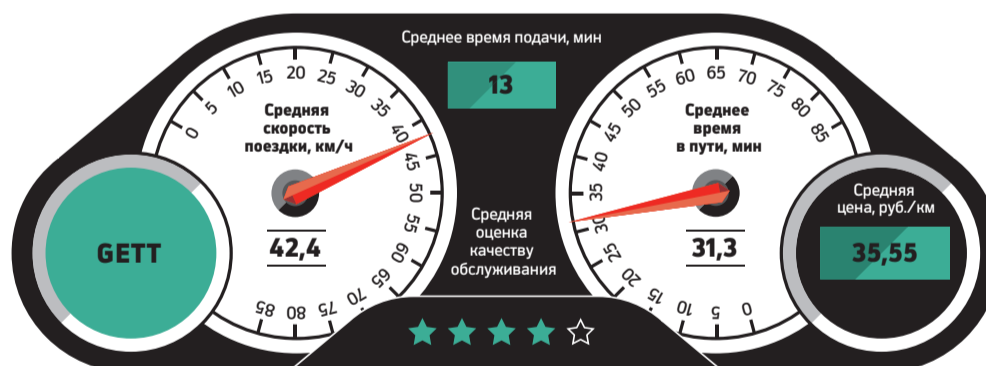 Среднее время подачи, мин
13
0
5
10
15
20
25
30
35
40
45
50
55
60
65
70
75
80
85
Средняя
скорость
поездки, км/ч
42,4
GETT
Средняя
оценка
качеству
обслуживания
0
5
10
15
20
25
30
35
40
45
50
55
60
65
70
75
80
85
Среднее
время
в пути, мин
31,3
Средняя
цена, руб./км
35,55